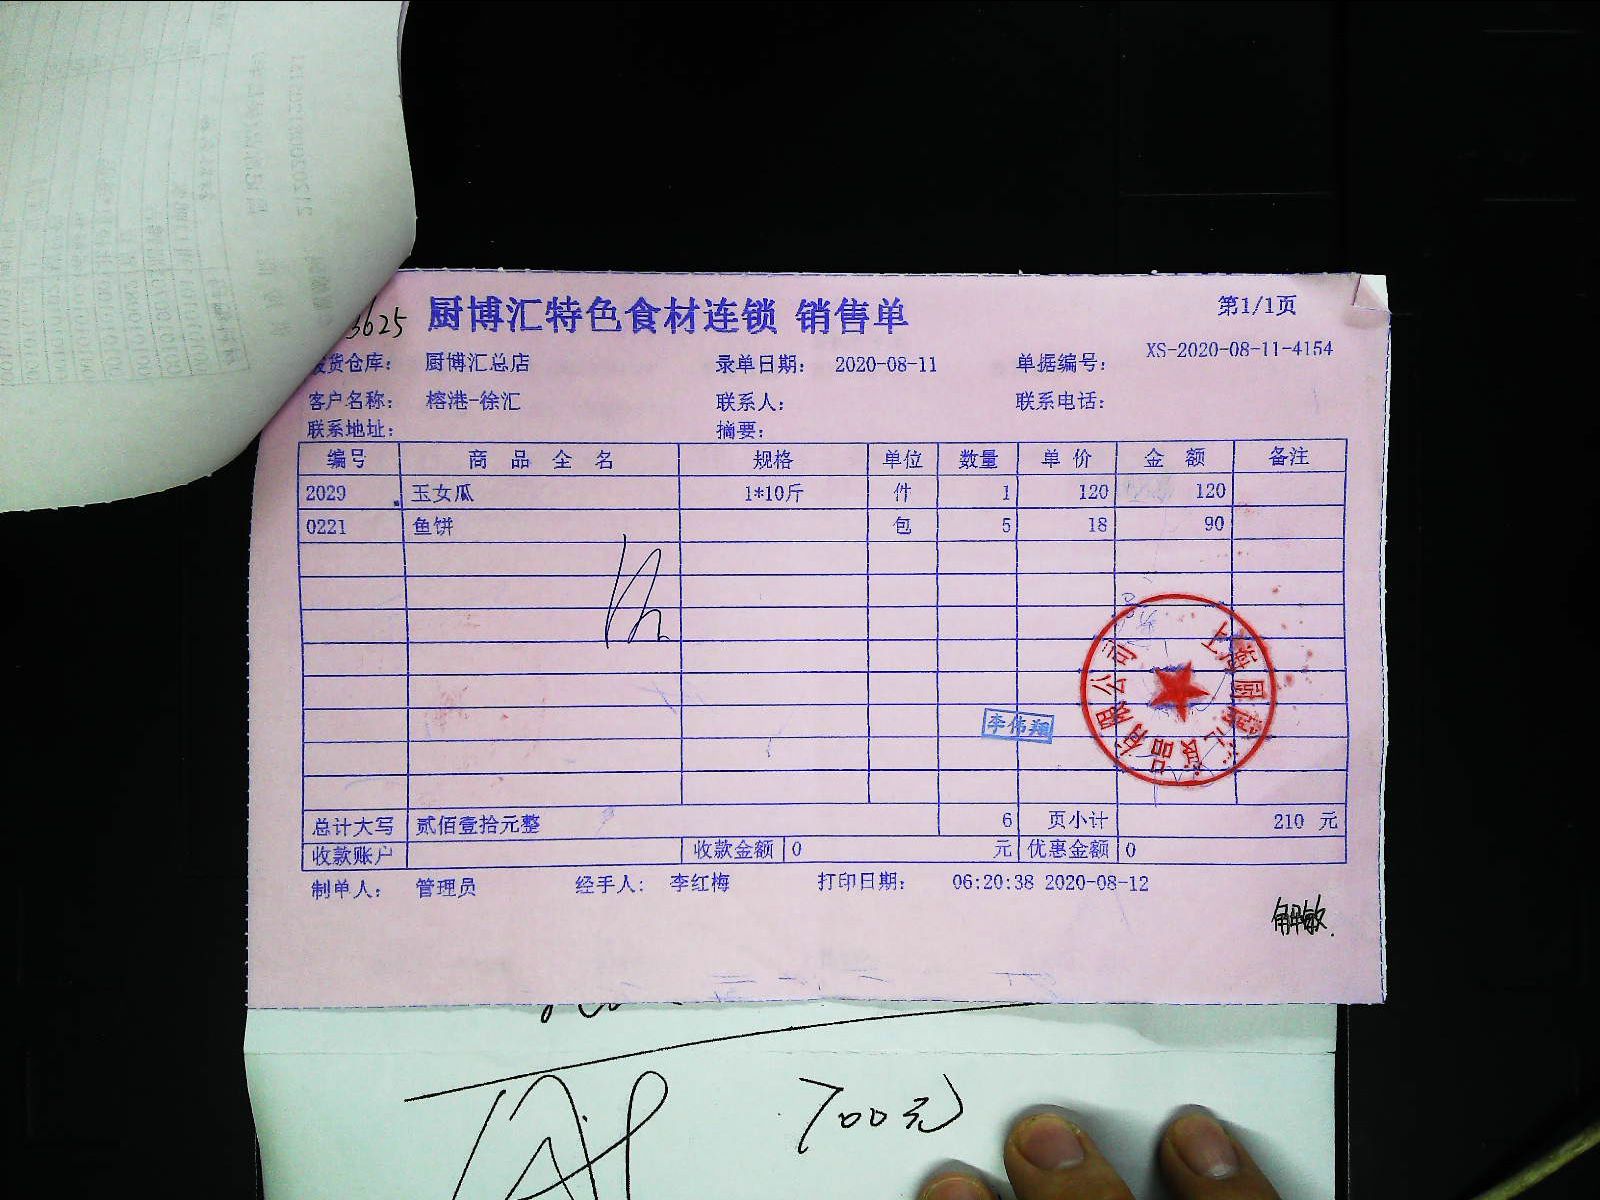 3625
厨博汇特色食材连锁 销售单
第1/1页
货仓库: 厨博汇总店 录单日期: 2020-08-11 单据编号: XS-2020-08-11-4154
客户名称: 榕港-徐汇 联系人: 联系电话:
联系地址: 摘要:
编号 商品全名 规格 单位 数量 单价 金额 备注
2029 玉女瓜 1*10斤 件 1 120 120
0221 鱼饼 包 5 18 90
李伟翔
食品有限公司
总计大写 贰佰壹拾元整 6 页小计 210 元
收款账户 收款金额 0 元 优惠金额 0
制单人: 管理员 经手人: 李红梅 打印日期: 06:20:38 2020-08-12
解敏
700元